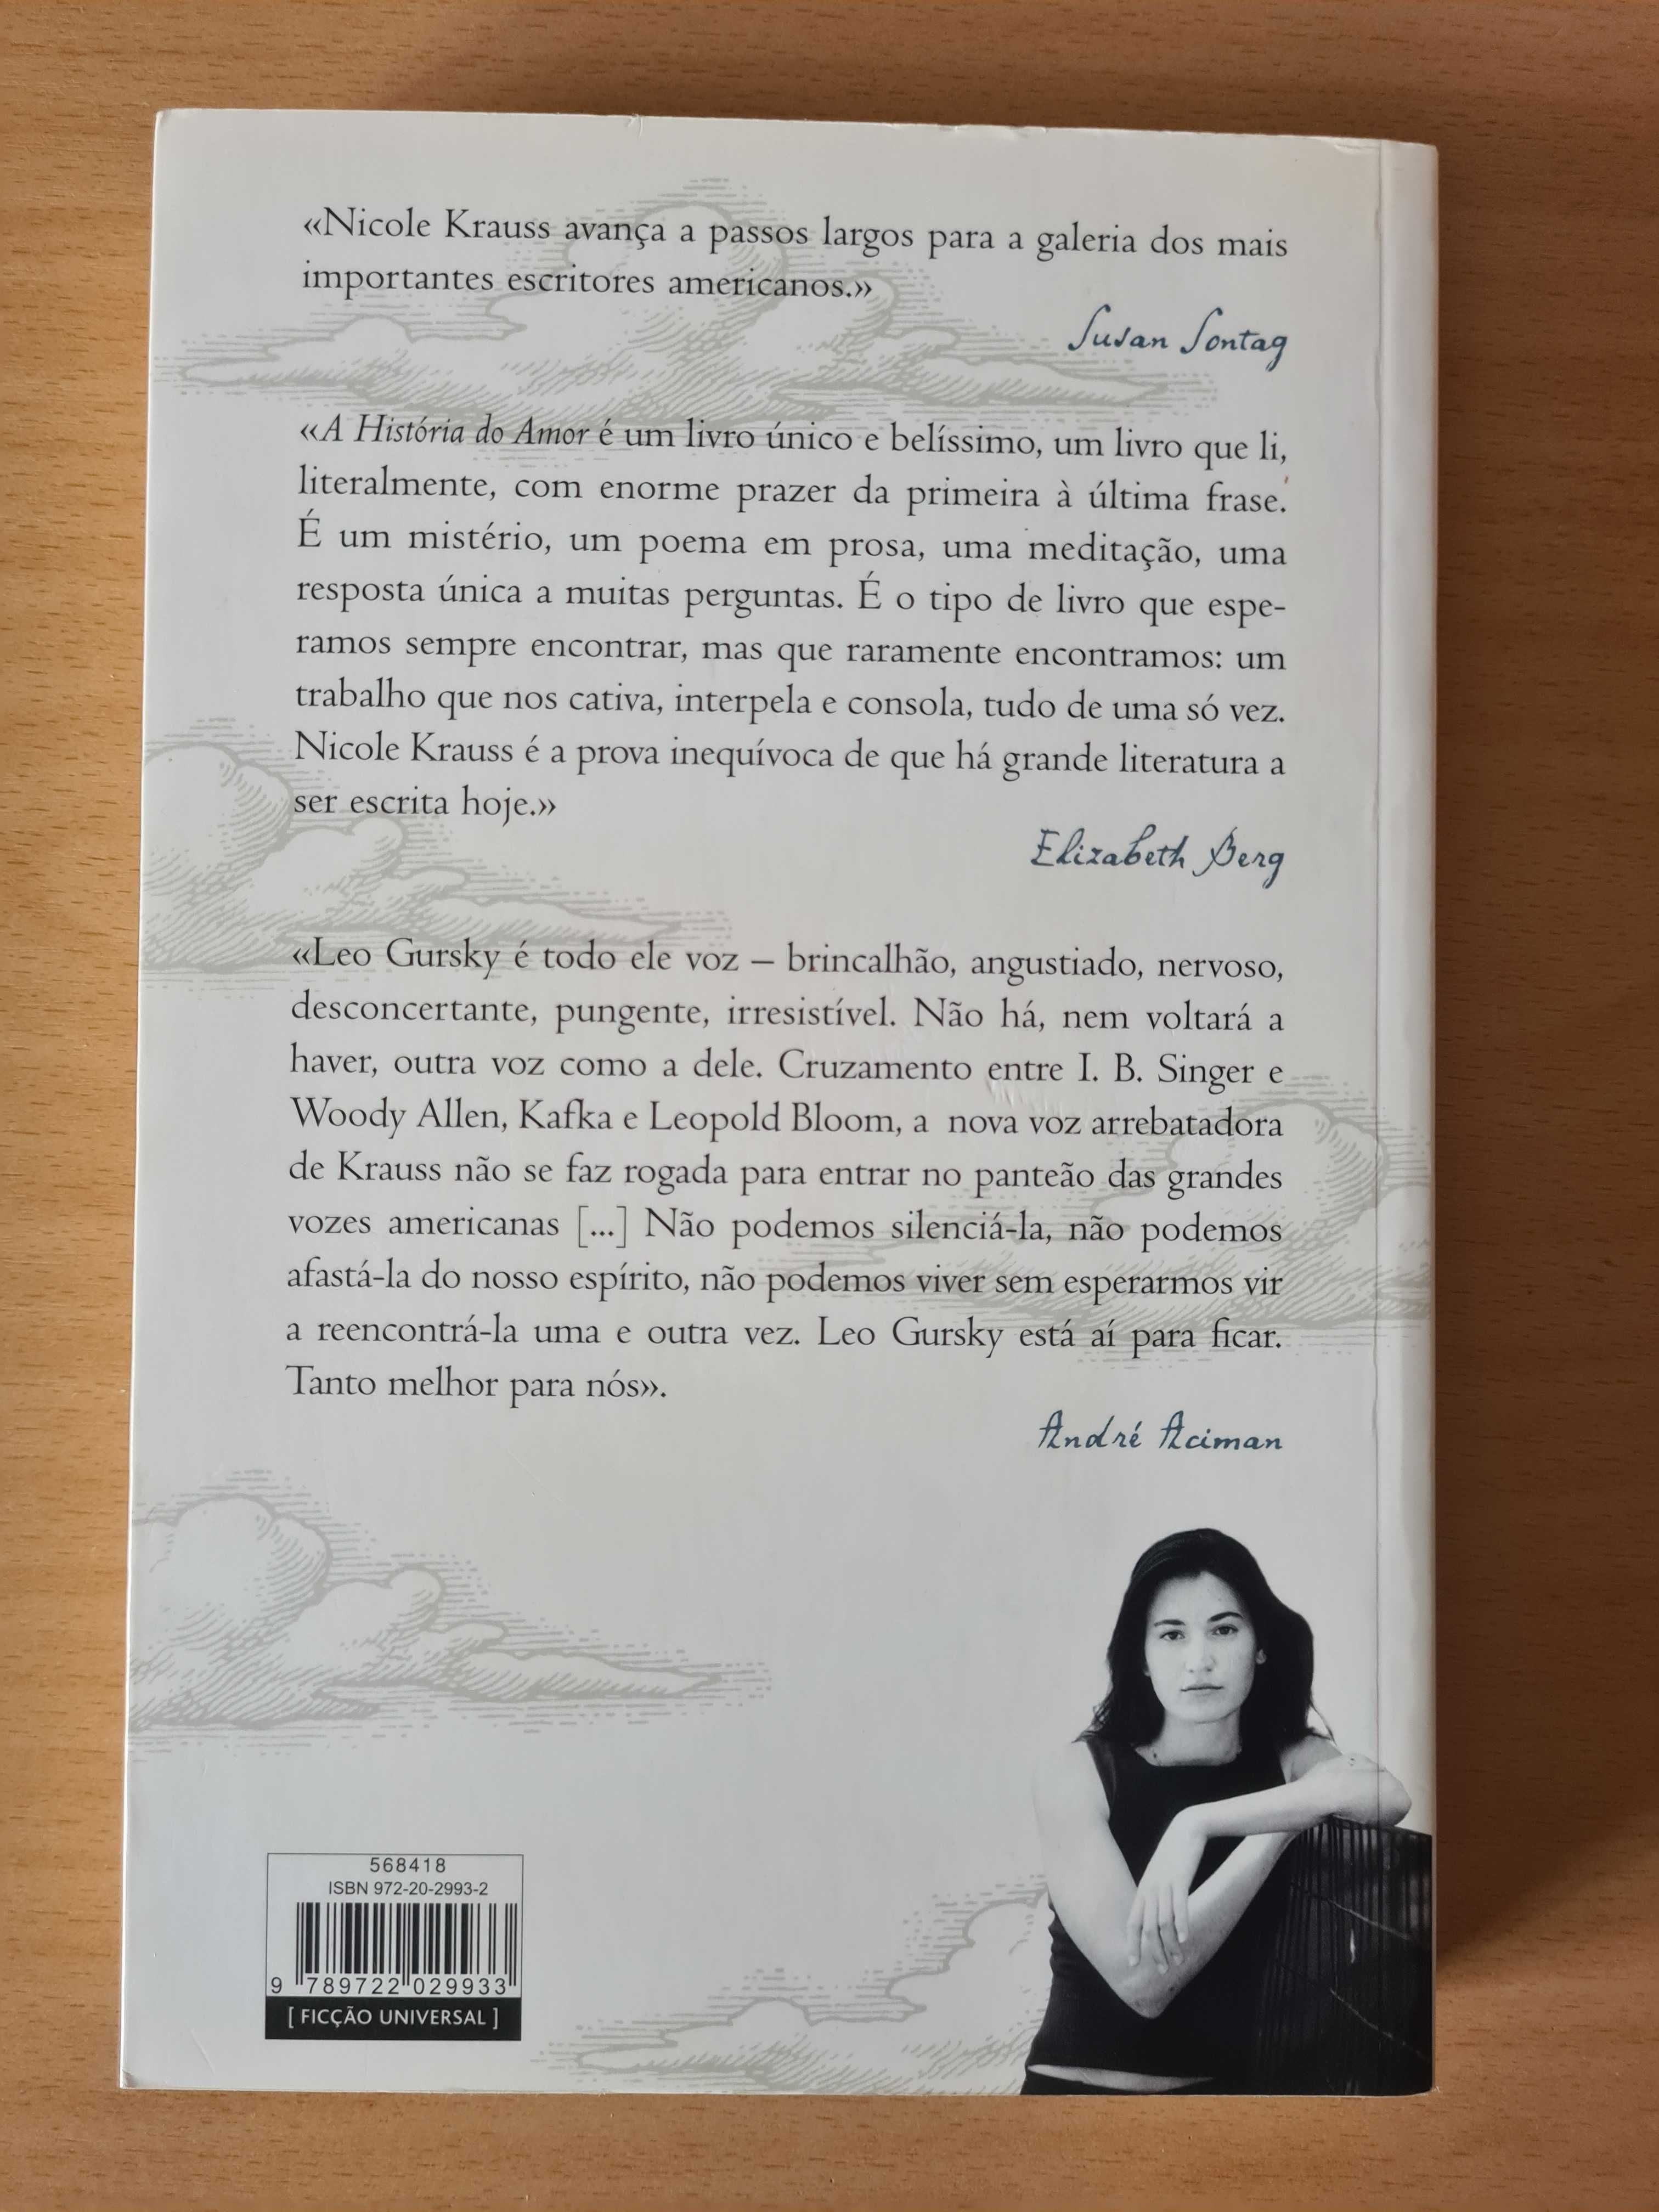 «Nicole Krauss avança a passos largos para a galeria dos mais
importantes escritores americanos.»
Susan Sontag
«A História do Amor é um livro único e belíssimo, um livro que li,
literalmente, com enorme prazer da primeira à última frase.
É um mistério, um poema em prosa, uma meditação, uma
resposta única a muitas perguntas. É o tipo de livro que espe-
ramos sempre encontrar, mas que raramente encontramos: um
trabalho que nos cativa, interpela e consola, tudo de uma só vez.
Nicole Krauss é a prova inequívoca de que há grande literatura a
ser escrita hoje.»
Elizabeth Berg
«Leo Gursky é todo ele voz – brincalhão, angustiado, nervoso,
desconcertante, pungente, irresistível. Não há, nem voltará a
haver, outra voz como a dele. Cruzamento entre I. B. Singer e
Woody Allen, Kafka e Leopold Bloom, a nova voz arrebatadora
de Krauss não se faz rogada para entrar no panteão das grandes
vozes americanas [...] Não podemos silenciá-la, não podemos
afastá-la do nosso espírito, não podemos viver sem esperarmos vir
a reencontrá-la uma e outra vez. Leo Gursky está aí para ficar.
Tanto melhor para nós».
André Aciman
568418
ISBN 972-20-2993-2
9 789722 029933
[ FICÇÃO UNIVERSAL ]